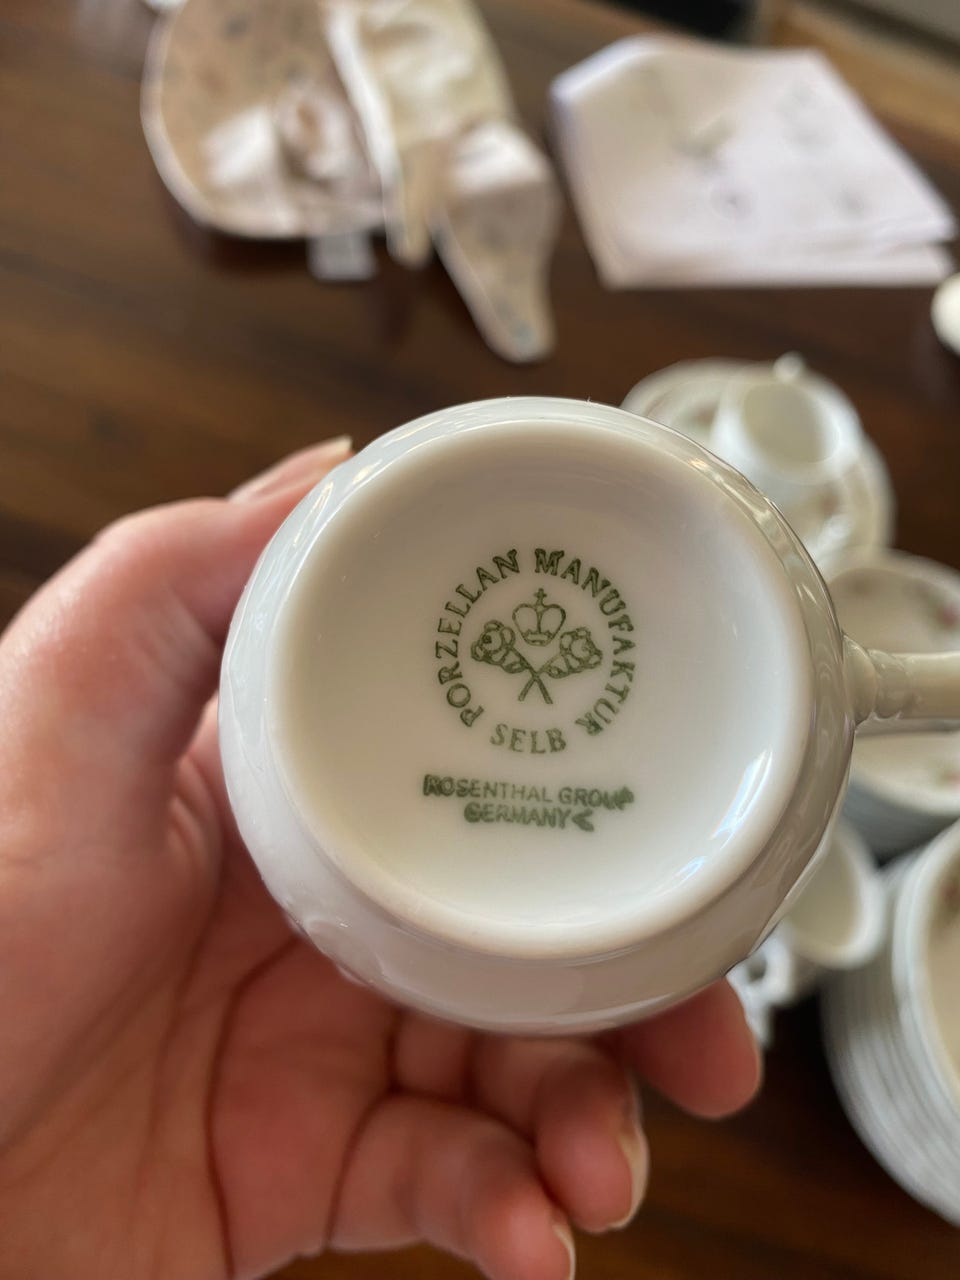 PORZELLAN MANUFAKTUR
SELB
ROSENTHAL GROUP
GERMANY